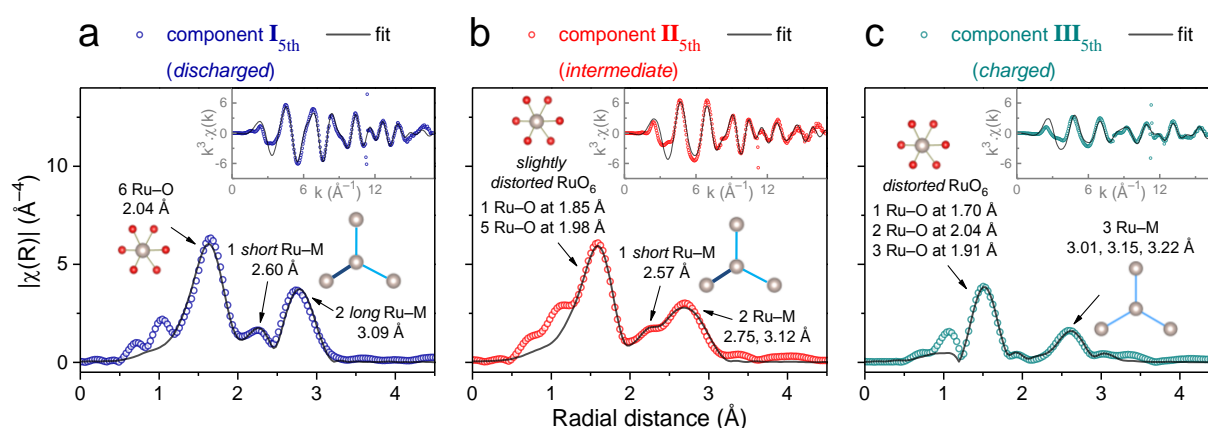 a
component I5th
fit
(discharged)
6
0
-6
k³.χ(k)
0 6 12
k (Å⁻¹)
6 Ru–O
2.04 Å
1 short Ru–M
2.60 Å
2 long Ru–M
3.09 Å
b
component II5th
fit
(intermediate)
6
0
-6
k³.χ(k)
0 6 12
k (Å⁻¹)
slightly
distorted RuO₆
1 Ru–O at 1.85 Å
5 Ru–O at 1.98 Å
1 short Ru–M
2.57 Å
2 Ru–M
2.75, 3.12 Å
c
component III5th
fit
(charged)
6
0
-6
k³.χ(k)
0 6 12
k (Å⁻¹)
distorted RuO₆
1 Ru–O at 1.70 Å
2 Ru–O at 2.04 Å
3 Ru–O at 1.91 Å
3 Ru–M
3.01, 3.15, 3.22 Å
|χ(R)| (Å⁻⁴)
10
5
0
0 1 2 3 4
0 1 2 3 4
0 1 2 3 4
Radial distance (Å)